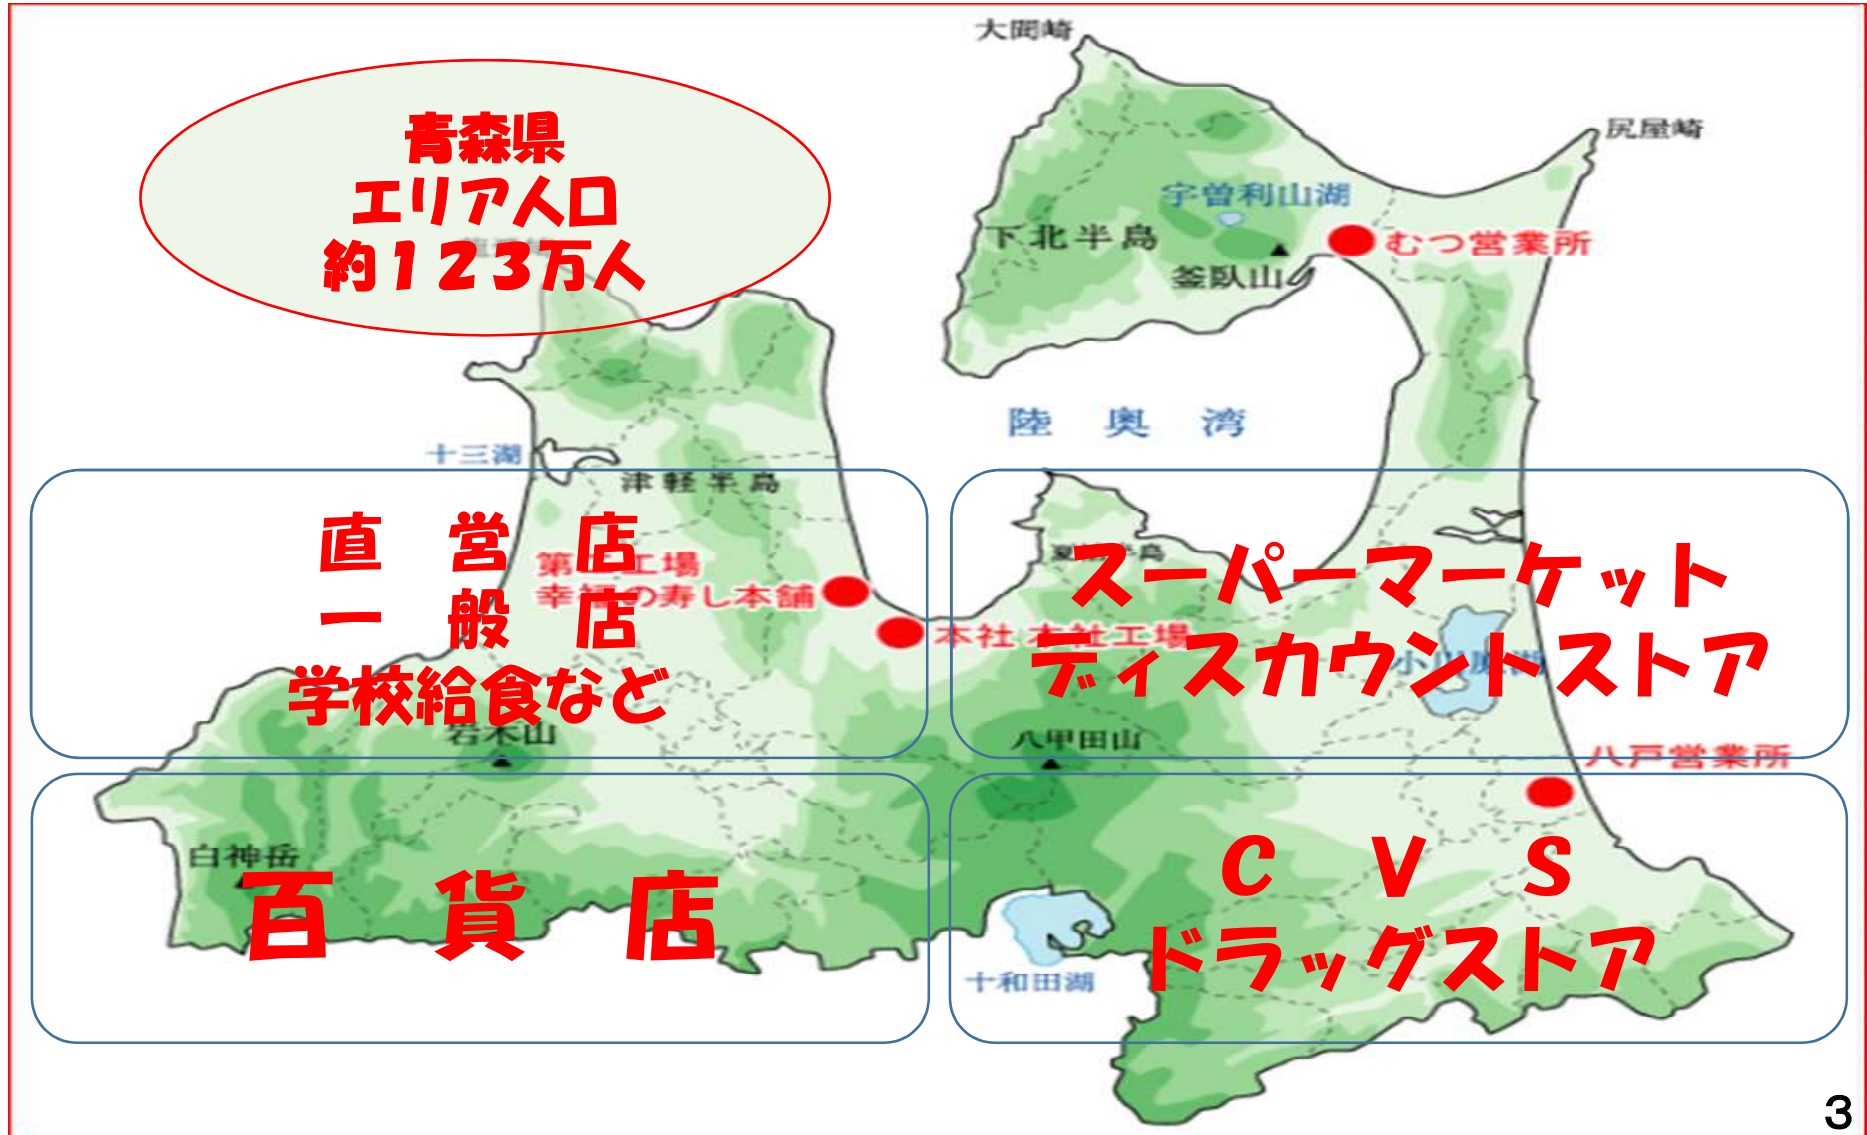 大間崎
尻屋崎
青森県
エリア人口
約１２３万人
宇曽利山湖
下北半島
むつ営業所
釜臥山
陸奥湾
十三湖
津軽半島
直営店
一般店
学校給食など
幸福の寿し本舗
本社 本社工場
スーパーマーケット
ディスカウントストア
小川原湖
岩木山
八甲田山
八戸営業所
白神岳
百貨店
CVS
ドラッグストア
十和田湖
3